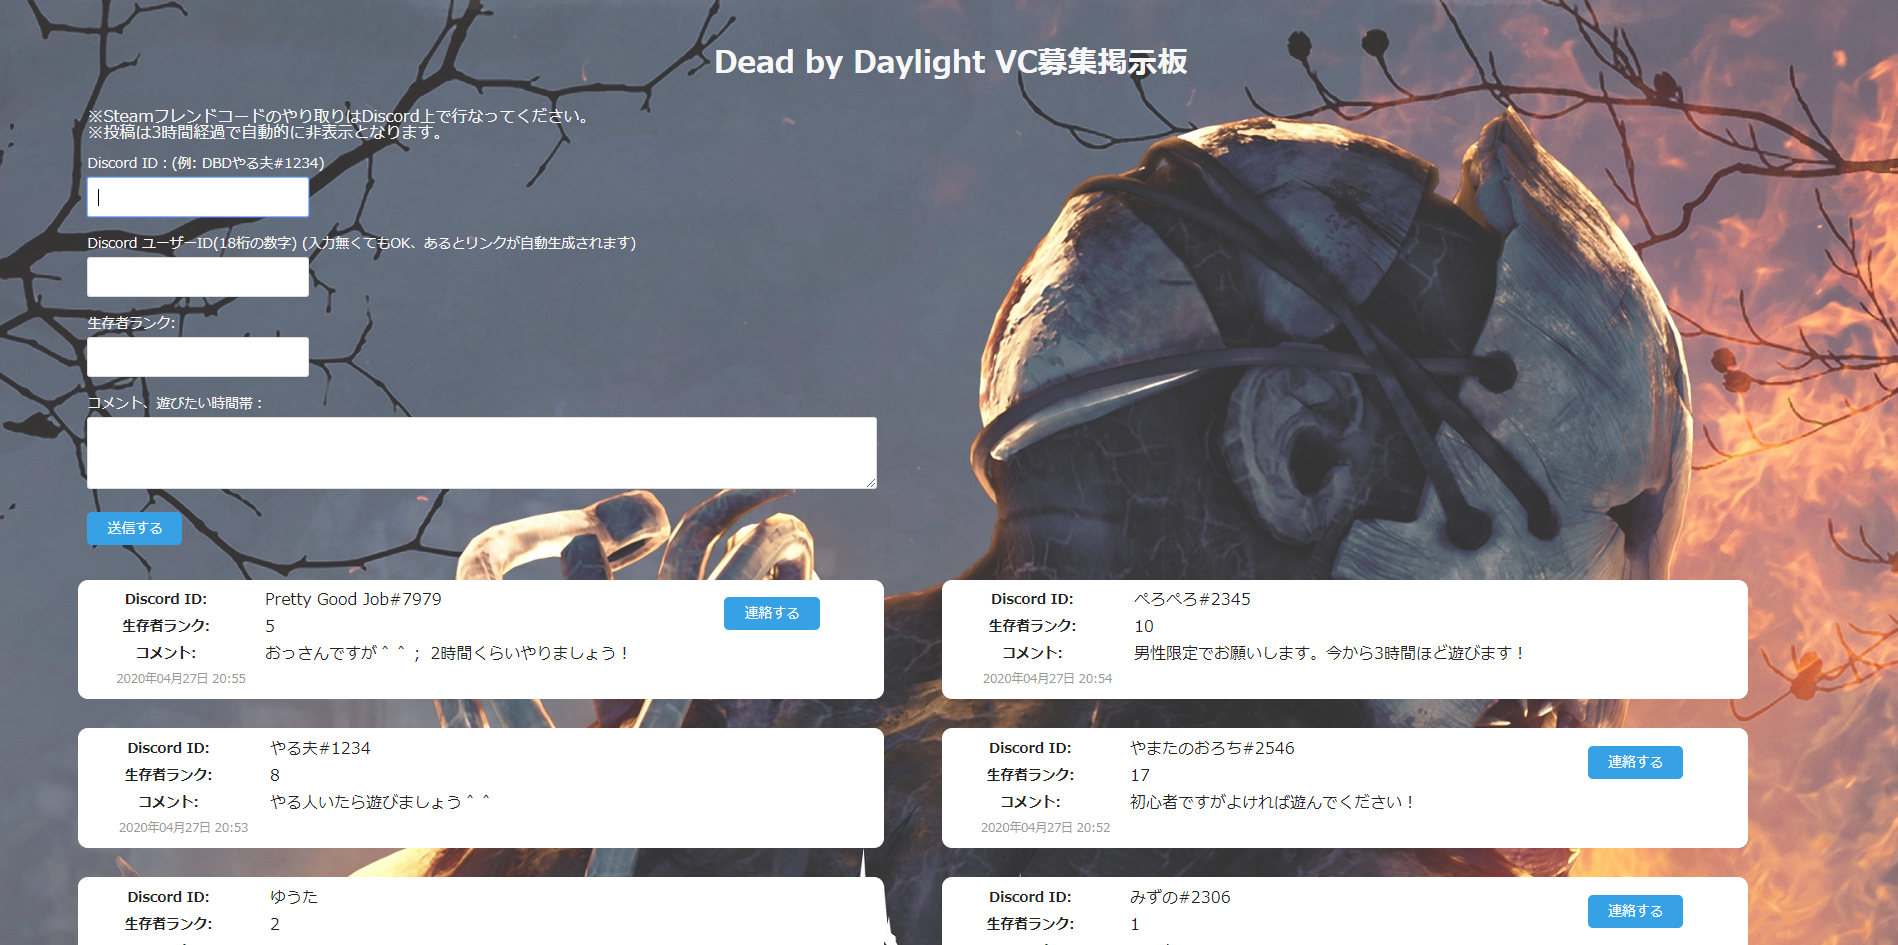 Dead by Daylight VC募集掲示板
※Steamフレンドコードのやり取りはDiscord上で行なってください。
※投稿は3時間経過で自動的に非表示となります。
Discord ID : (例: DBDやる夫#1234)
Discord ユーザーID(18桁の数字) (入力無くてもOK、あるとリンクが自動生成されます)
生存者ランク:
コメント、遊びたい時間帯 :
送信する
Discord ID: Pretty Good Job#7979
連絡する
生存者ランク: 5
コメント: おっさんですが＾＾； 2時間くらいやりましょう！
2020年04月27日 20:55
Discord ID: ぺろぺろ#2345
生存者ランク: 10
コメント: 男性限定でお願いします。今から3時間ほど遊びます！
2020年04月27日 20:54
Discord ID: やる夫#1234
生存者ランク: 8
コメント: やる人いたら遊びましょう＾＾
2020年04月27日 20:53
Discord ID: やまたのおろち#2546
連絡する
生存者ランク: 17
コメント: 初心者ですがよければ遊んでください！
2020年04月27日 20:52
Discord ID: ゆうた
生存者ランク: 2
Discord ID: みずの#2306
連絡する
生存者ランク: 1